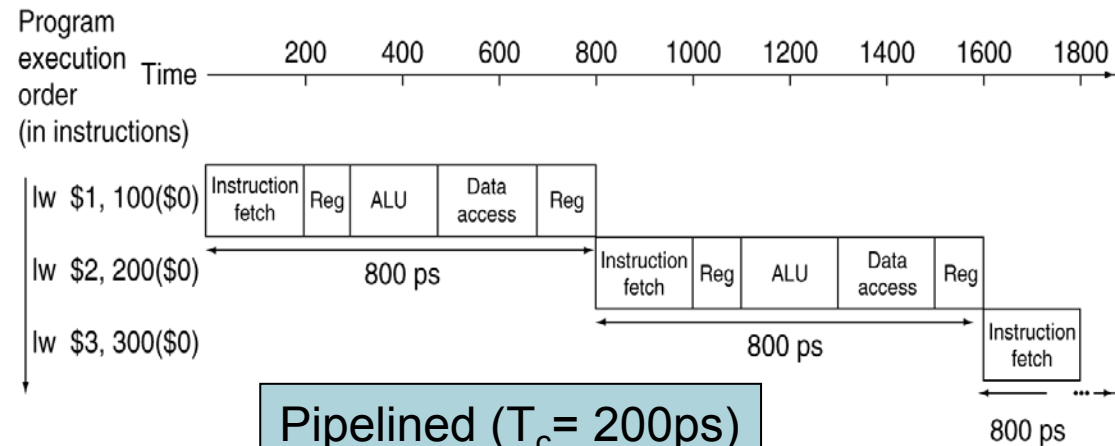 Program
execution
order
(in instructions)
Time
200 400 600 800 1000 1200 1400 1600 1800
lw $1, 100($0)
Instruction
fetch
Reg
ALU
Data
access
Reg
800 ps
lw $2, 200($0)
Instruction
fetch
Reg
ALU
Data
access
Reg
800 ps
lw $3, 300($0)
Instruction
fetch
...
800 ps
Pipelined (Tc= 200ps)